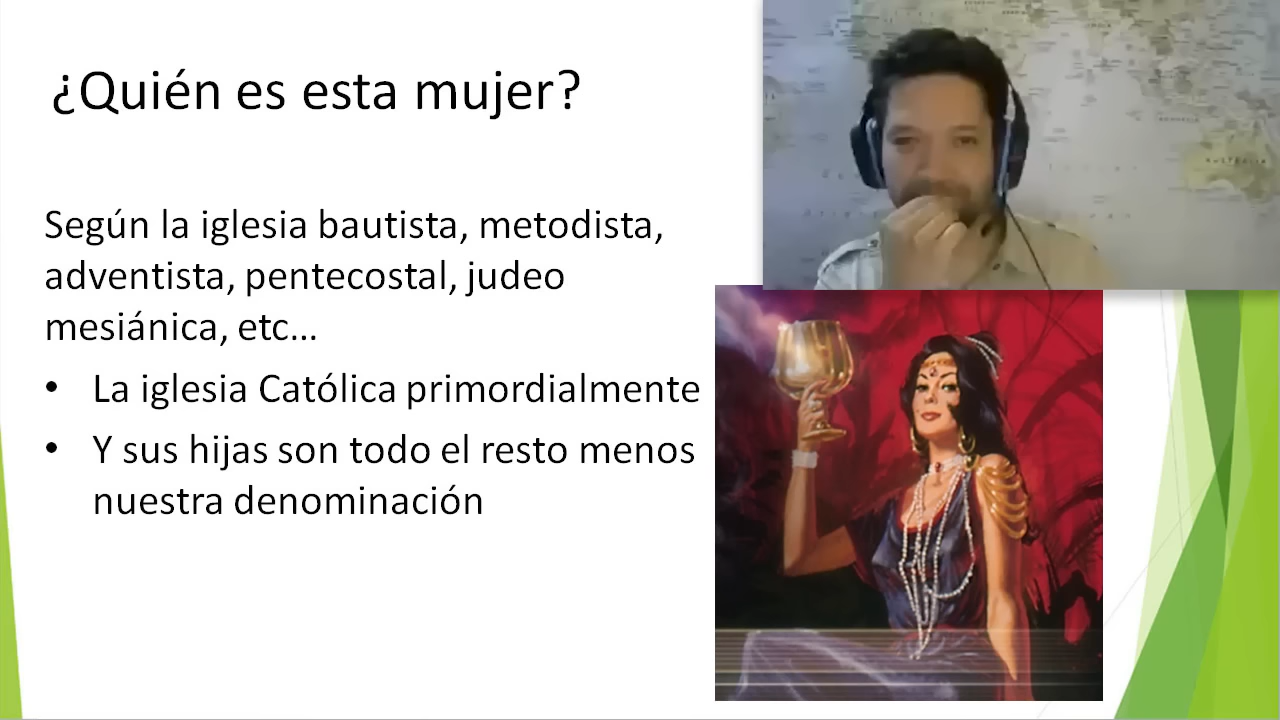 ¿Quién es esta mujer?
Según la iglesia bautista, metodista,
adventista, pentecostal, judeo
mesiánica, etc...
• La iglesia Católica primordialmente
• Y sus hijas son todo el resto menos
nuestra denominación
AUSTRALIA